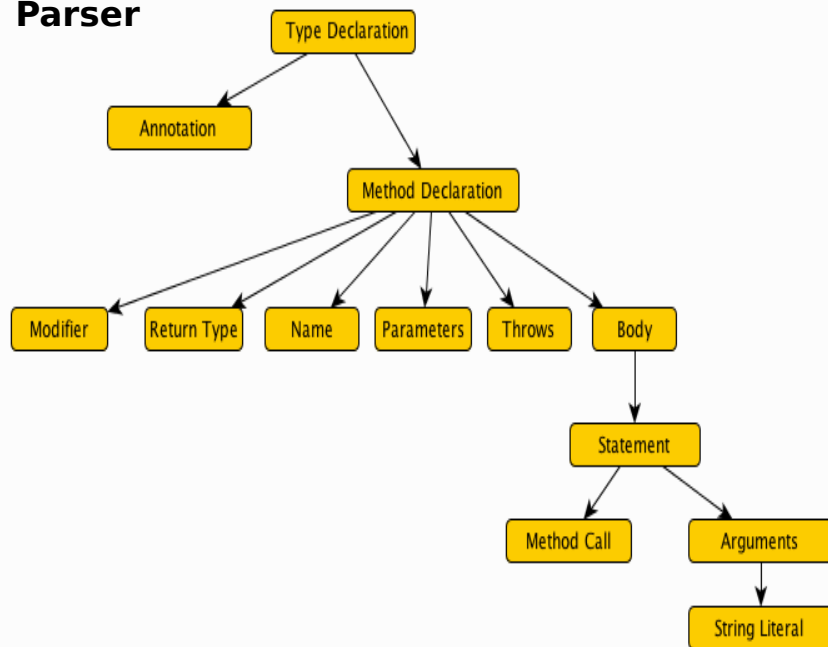 Parser
Type Declaration
Annotation
Method Declaration
Modifier
Return Type
Name
Parameters
Throws
Body
Statement
Method Call
Arguments
String Literal